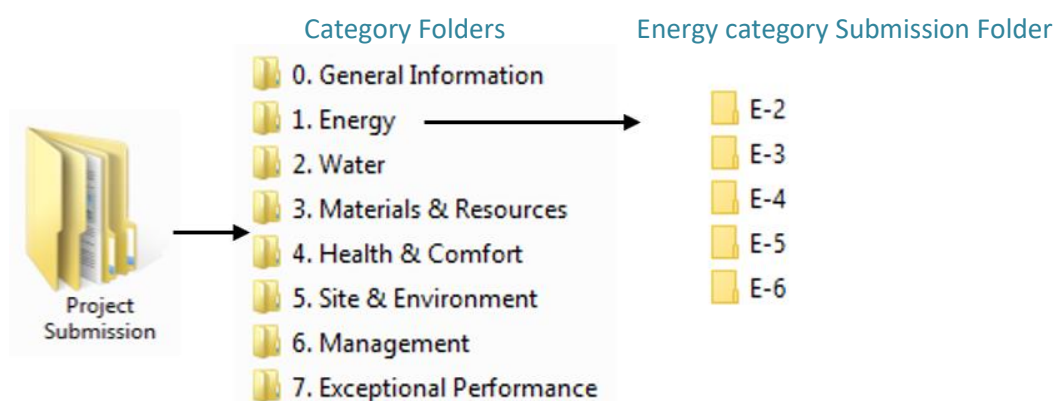 Category Folders
Energy category Submission Folder
Project
Submission
0. General Information
1. Energy
2. Water
3. Materials & Resources
4. Health & Comfort
5. Site & Environment
6. Management
7. Exceptional Performance
E-2
E-3
E-4
E-5
E-6